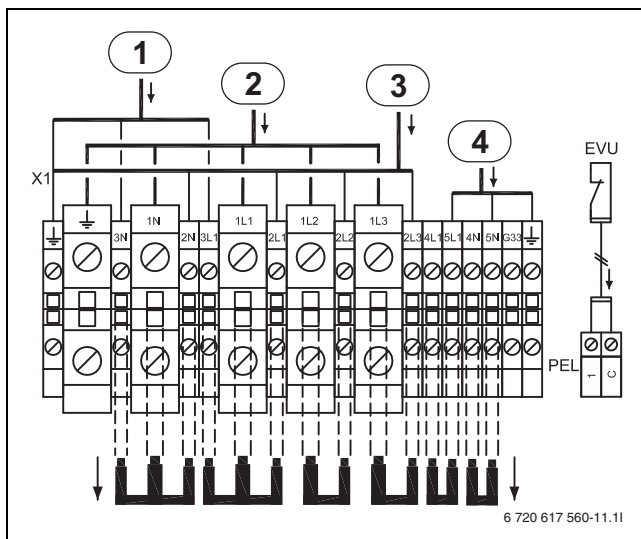 1
2
3
4
EVU
X1
3N
1N
2N
3L1
1L1
2L1
1L2
2L2
1L3
2L3
4L1
5L1
4N
5N
G33
PEL
1
C
6 720 617 560-11.1I